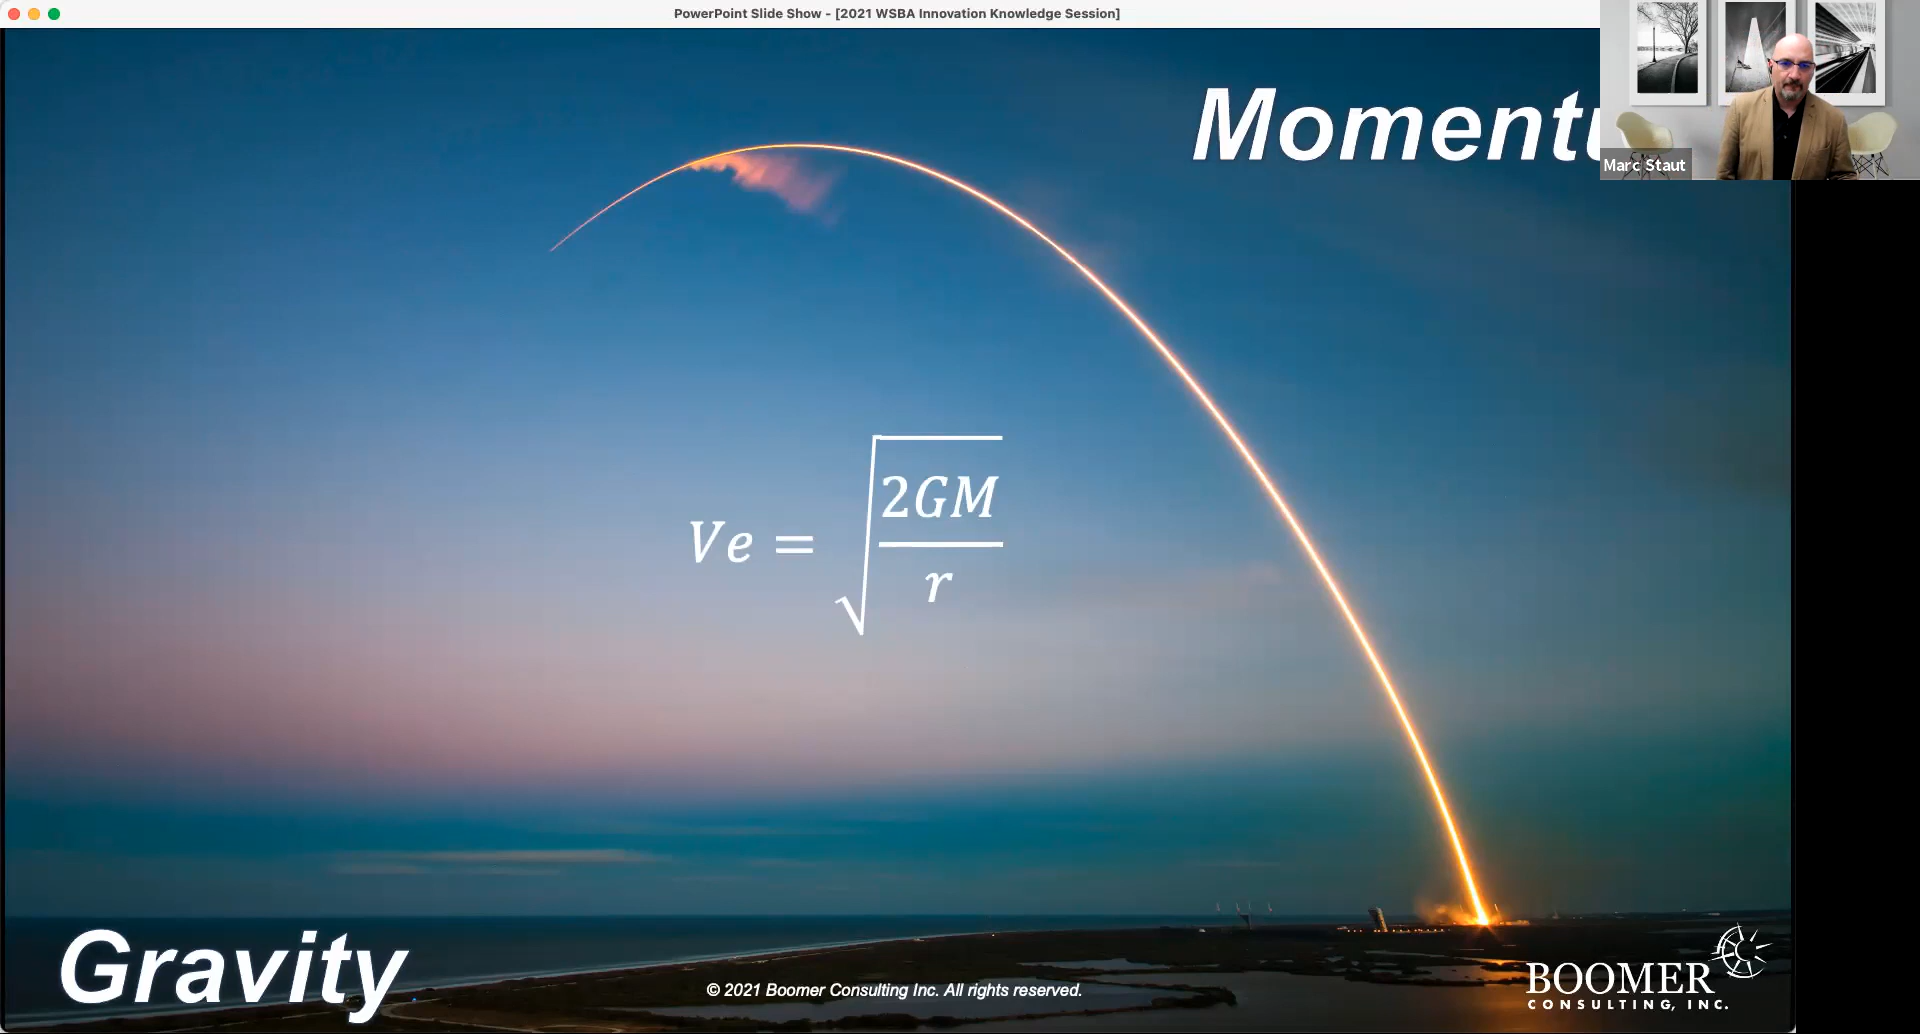 PowerPoint Slide Show - [2021 WSBA Innovation Knowledge Session]
Momentu
Marc Staut
Ve = √(2GM/r)
Gravity
© 2021 Boomer Consulting Inc. All rights reserved.
BOOMER
CONSULTING, INC.